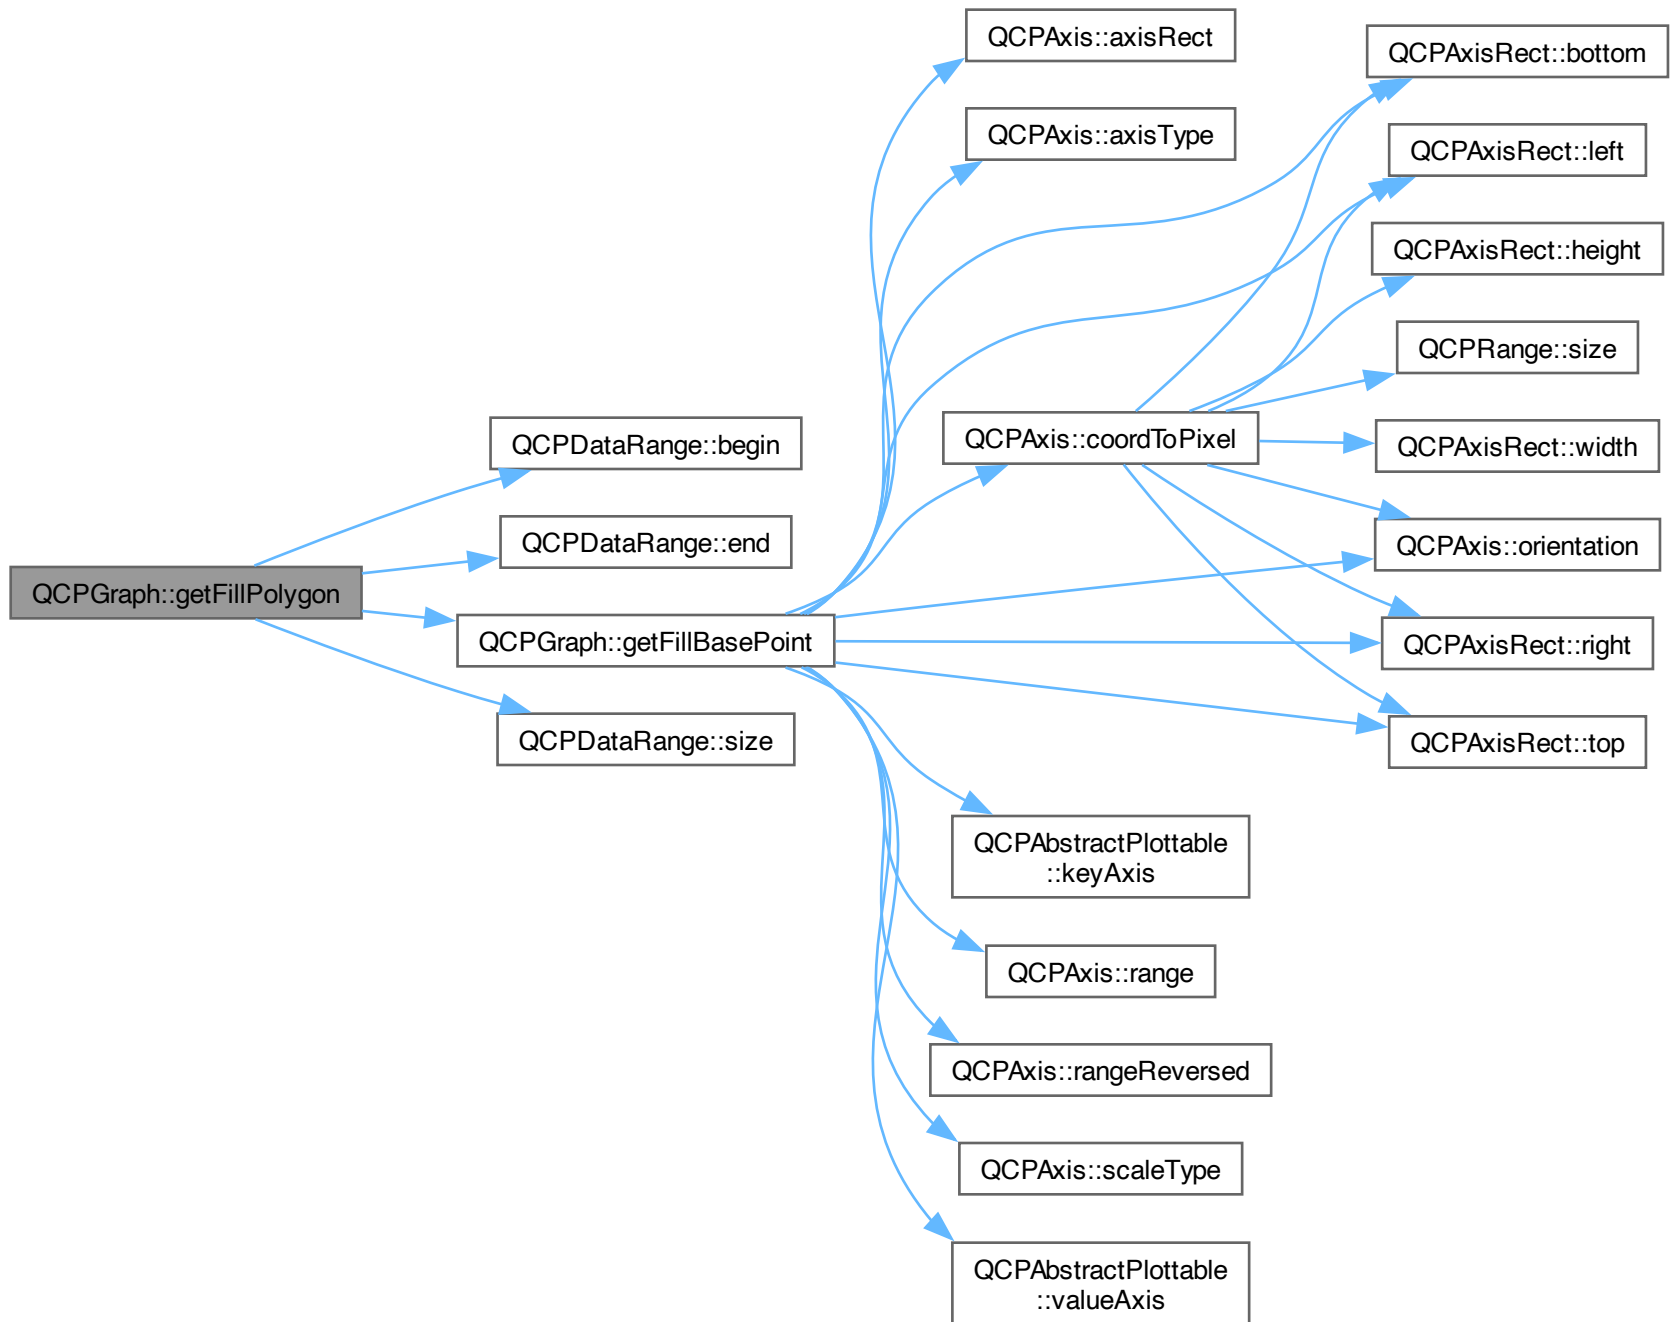 QCPGraph::getFillPolygon
QCPDataRange::begin
QCPDataRange::end
QCPGraph::getFillBasePoint
QCPDataRange::size
QCPAxis::axisRect
QCPAxis::axisType
QCPAxis::coordToPixel
QCPAbstractPlottable
::keyAxis
QCPAxis::range
QCPAxis::rangeReversed
QCPAxis::scaleType
QCPAbstractPlottable
::valueAxis
QCPAxisRect::bottom
QCPAxisRect::left
QCPAxisRect::height
QCPRange::size
QCPAxisRect::width
QCPAxis::orientation
QCPAxisRect::right
QCPAxisRect::top